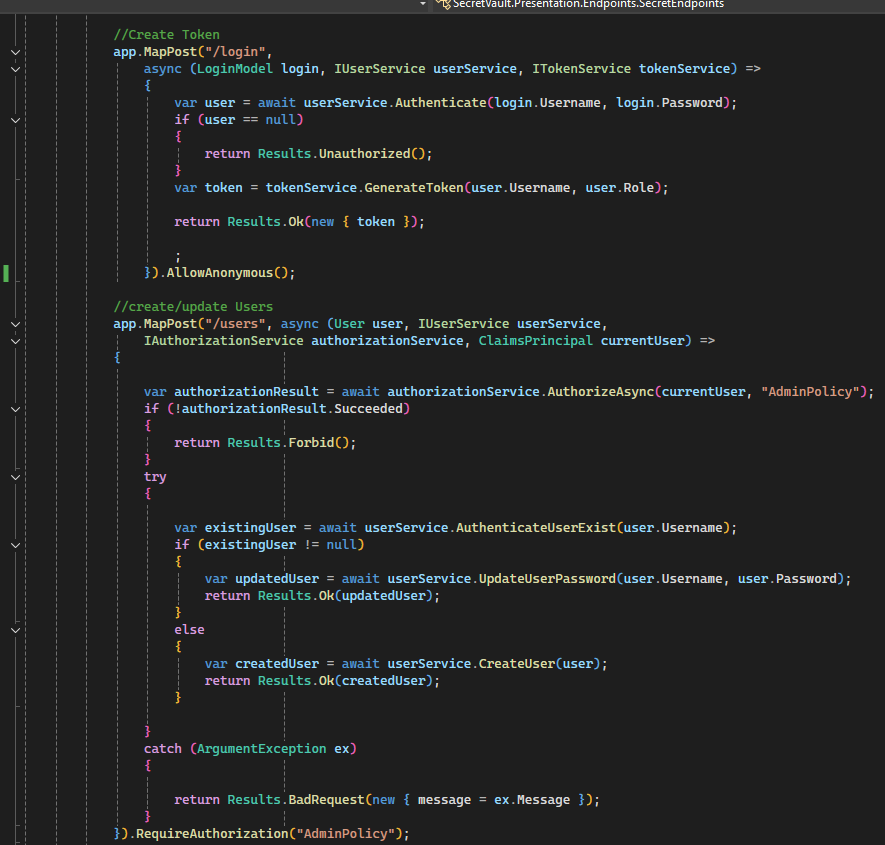 SecretVault.Presentation.Endpoints.SecretEndpoints
//Create Token
app.MapPost("/login",
async (LoginModel login, IUserService userService, ITokenService tokenService) =>
{
var user = await userService.Authenticate(login.Username, login.Password);
if (user == null)
{
return Results.Unauthorized();
}
var token = tokenService.GenerateToken(user.Username, user.Role);
return Results.Ok(new { token });
;
}).AllowAnonymous();
//create/update Users
app.MapPost("/users", async (User user, IUserService userService,
IAuthorizationService authorizationService, ClaimsPrincipal currentUser) =>
{
var authorizationResult = await authorizationService.AuthorizeAsync(currentUser, "AdminPolicy");
if (!authorizationResult.Succeeded)
{
return Results.Forbid();
}
try
{
var existingUser = await userService.AuthenticateUserExist(user.Username);
if (existingUser != null)
{
var updatedUser = await userService.UpdateUserPassword(user.Username, user.Password);
return Results.Ok(updatedUser);
}
else
{
var createdUser = await userService.CreateUser(user);
return Results.Ok(createdUser);
}
}
catch (ArgumentException ex)
{
return Results.BadRequest(new { message = ex.Message });
}
}).RequireAuthorization("AdminPolicy");